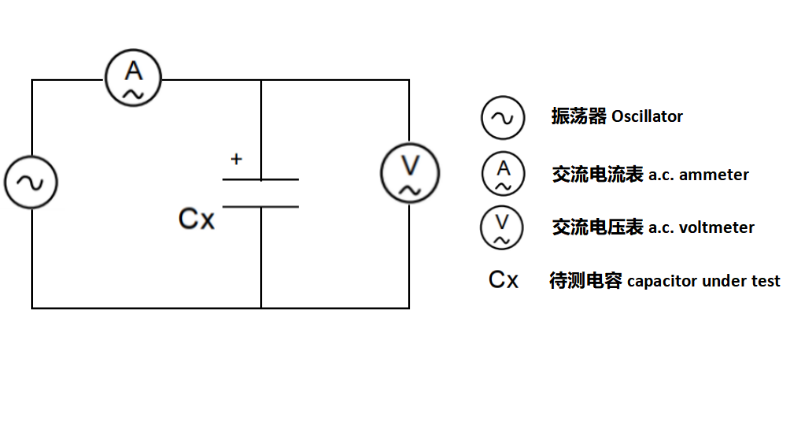 A
+
V
Cx
振荡器 Oscillator
A
交流电流表 a.c. ammeter
V
交流电压表 a.c. voltmeter
Cx
待测电容 capacitor under test